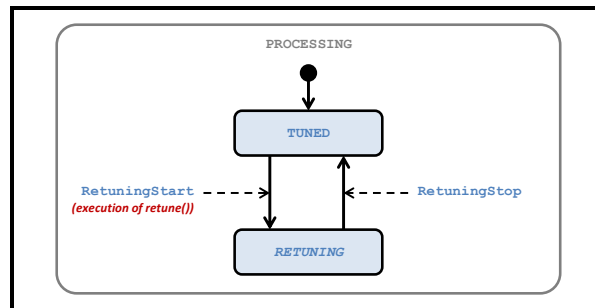 PROCESSING
TUNED
RetuningStart
RetuningStop
(execution of retune())
RETUNING